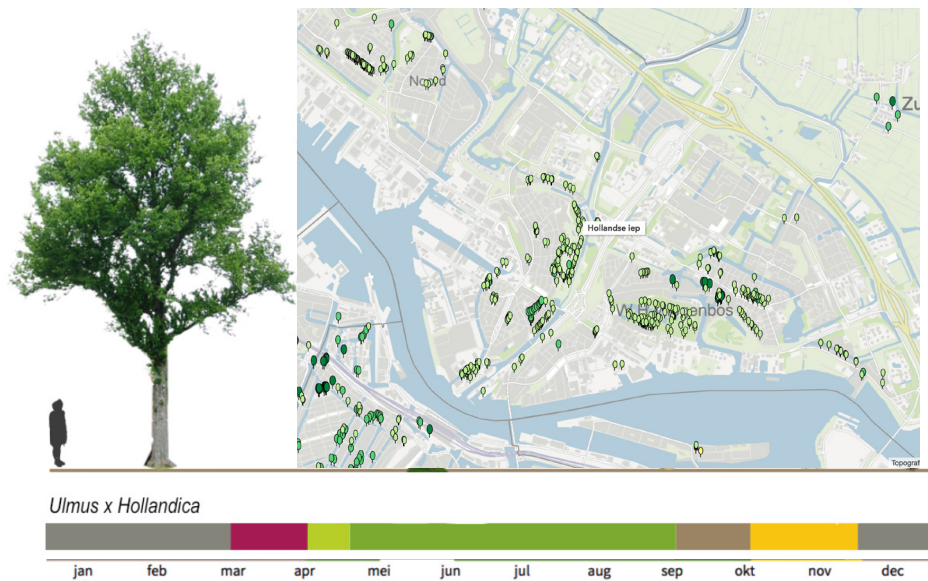 Noord
Zu
Hollandse iep
Topograf
Ulmus x Hollandica
jan feb mar apr mei jun jul aug sep okt nov dec